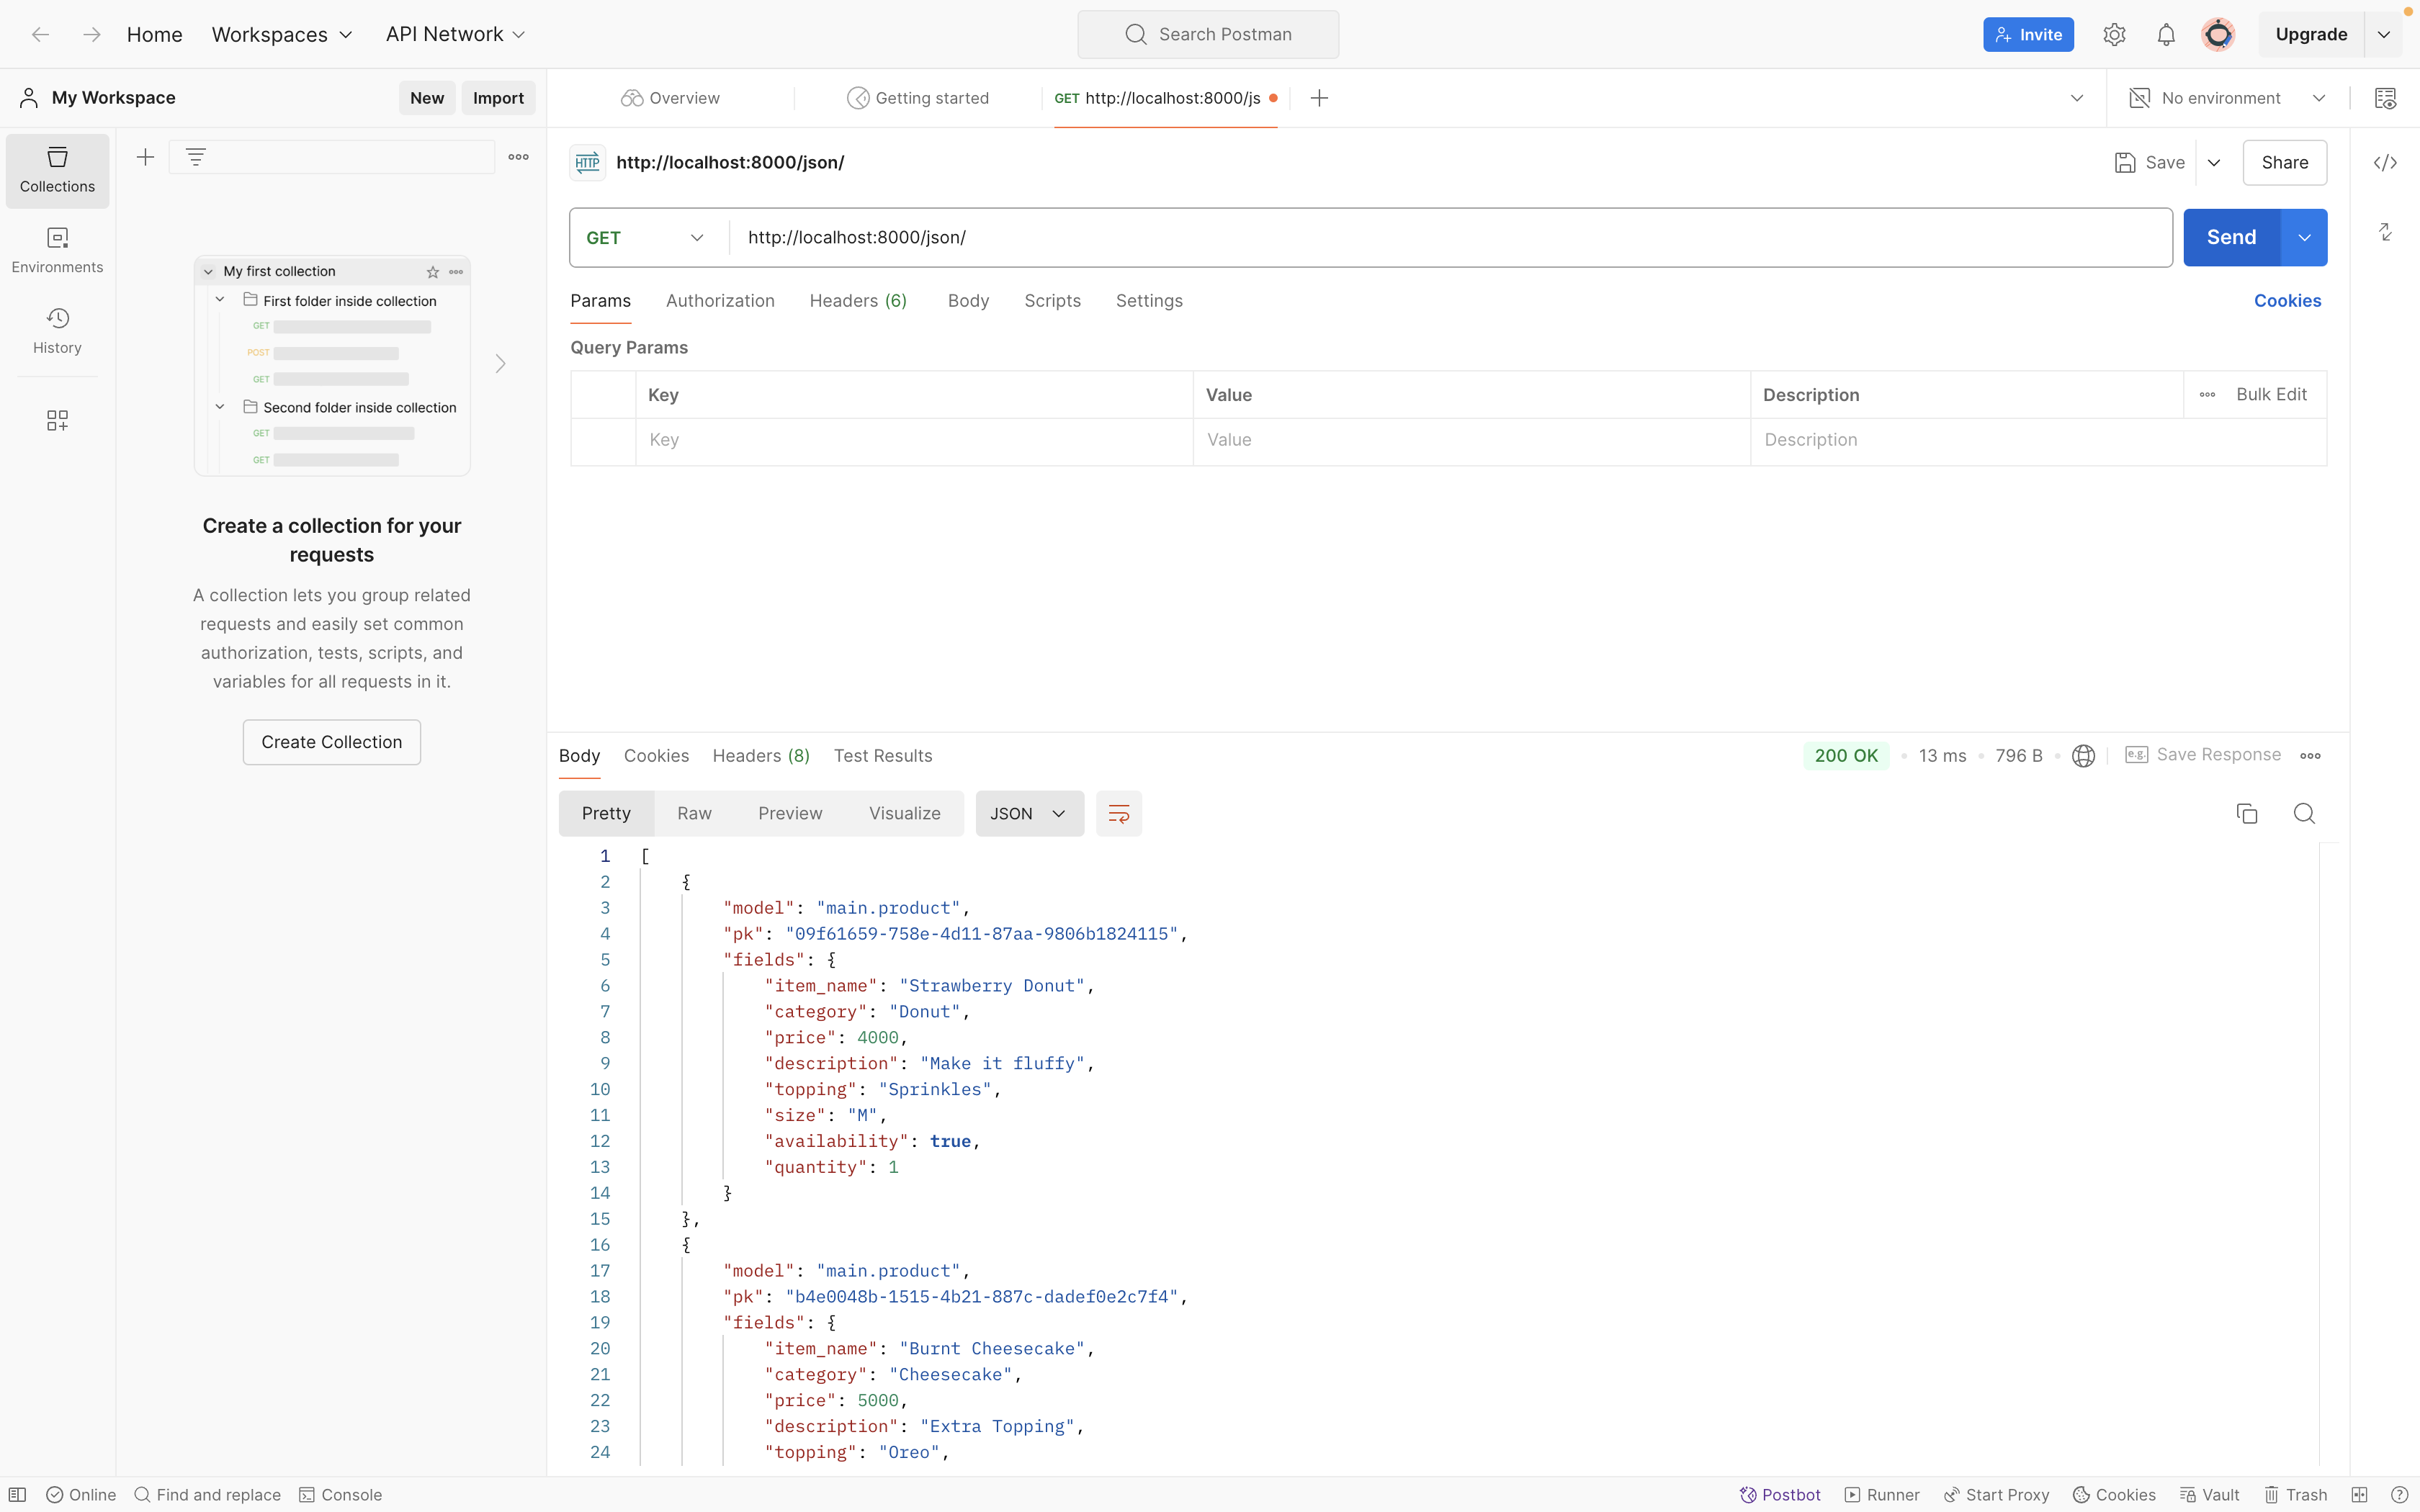 Home Workspaces API Network Search Postman Invite Upgrade
My Workspace New Import Overview Getting started GET http://localhost:8000/js No environment
Collections
Environments
History
My first collection
First folder inside collection
GET
POST
GET
Second folder inside collection
GET
GET
Create a collection for your
requests
A collection lets you group related
requests and easily set common
authorization, tests, scripts, and
variables for all requests in it.
Create Collection
HTTP http://localhost:8000/json/ Save Share
GET http://localhost:8000/json/ Send
Params Authorization Headers (6) Body Scripts Settings Cookies
Query Params
Key Value Description Bulk Edit
Key Value Description
Body Cookies Headers (8) Test Results 200 OK 13 ms 796 B e.g. Save Response
Pretty Raw Preview Visualize JSON
1 [
2 {
3 "model": "main.product",
4 "pk": "09f61659-758e-4d11-87aa-9806b1824115",
5 "fields": {
6 "item_name": "Strawberry Donut",
7 "category": "Donut",
8 "price": 4000,
9 "description": "Make it fluffy",
10 "topping": "Sprinkles",
11 "size": "M",
12 "availability": true,
13 "quantity": 1
14 }
15 },
16 {
17 "model": "main.product",
18 "pk": "b4e0048b-1515-4b21-887c-dadef0e2c7f4",
19 "fields": {
20 "item_name": "Burnt Cheesecake",
21 "category": "Cheesecake",
22 "price": 5000,
23 "description": "Extra Topping",
24 "topping": "Oreo",
Online Find and replace Console Postbot Runner Start Proxy Cookies Vault Trash